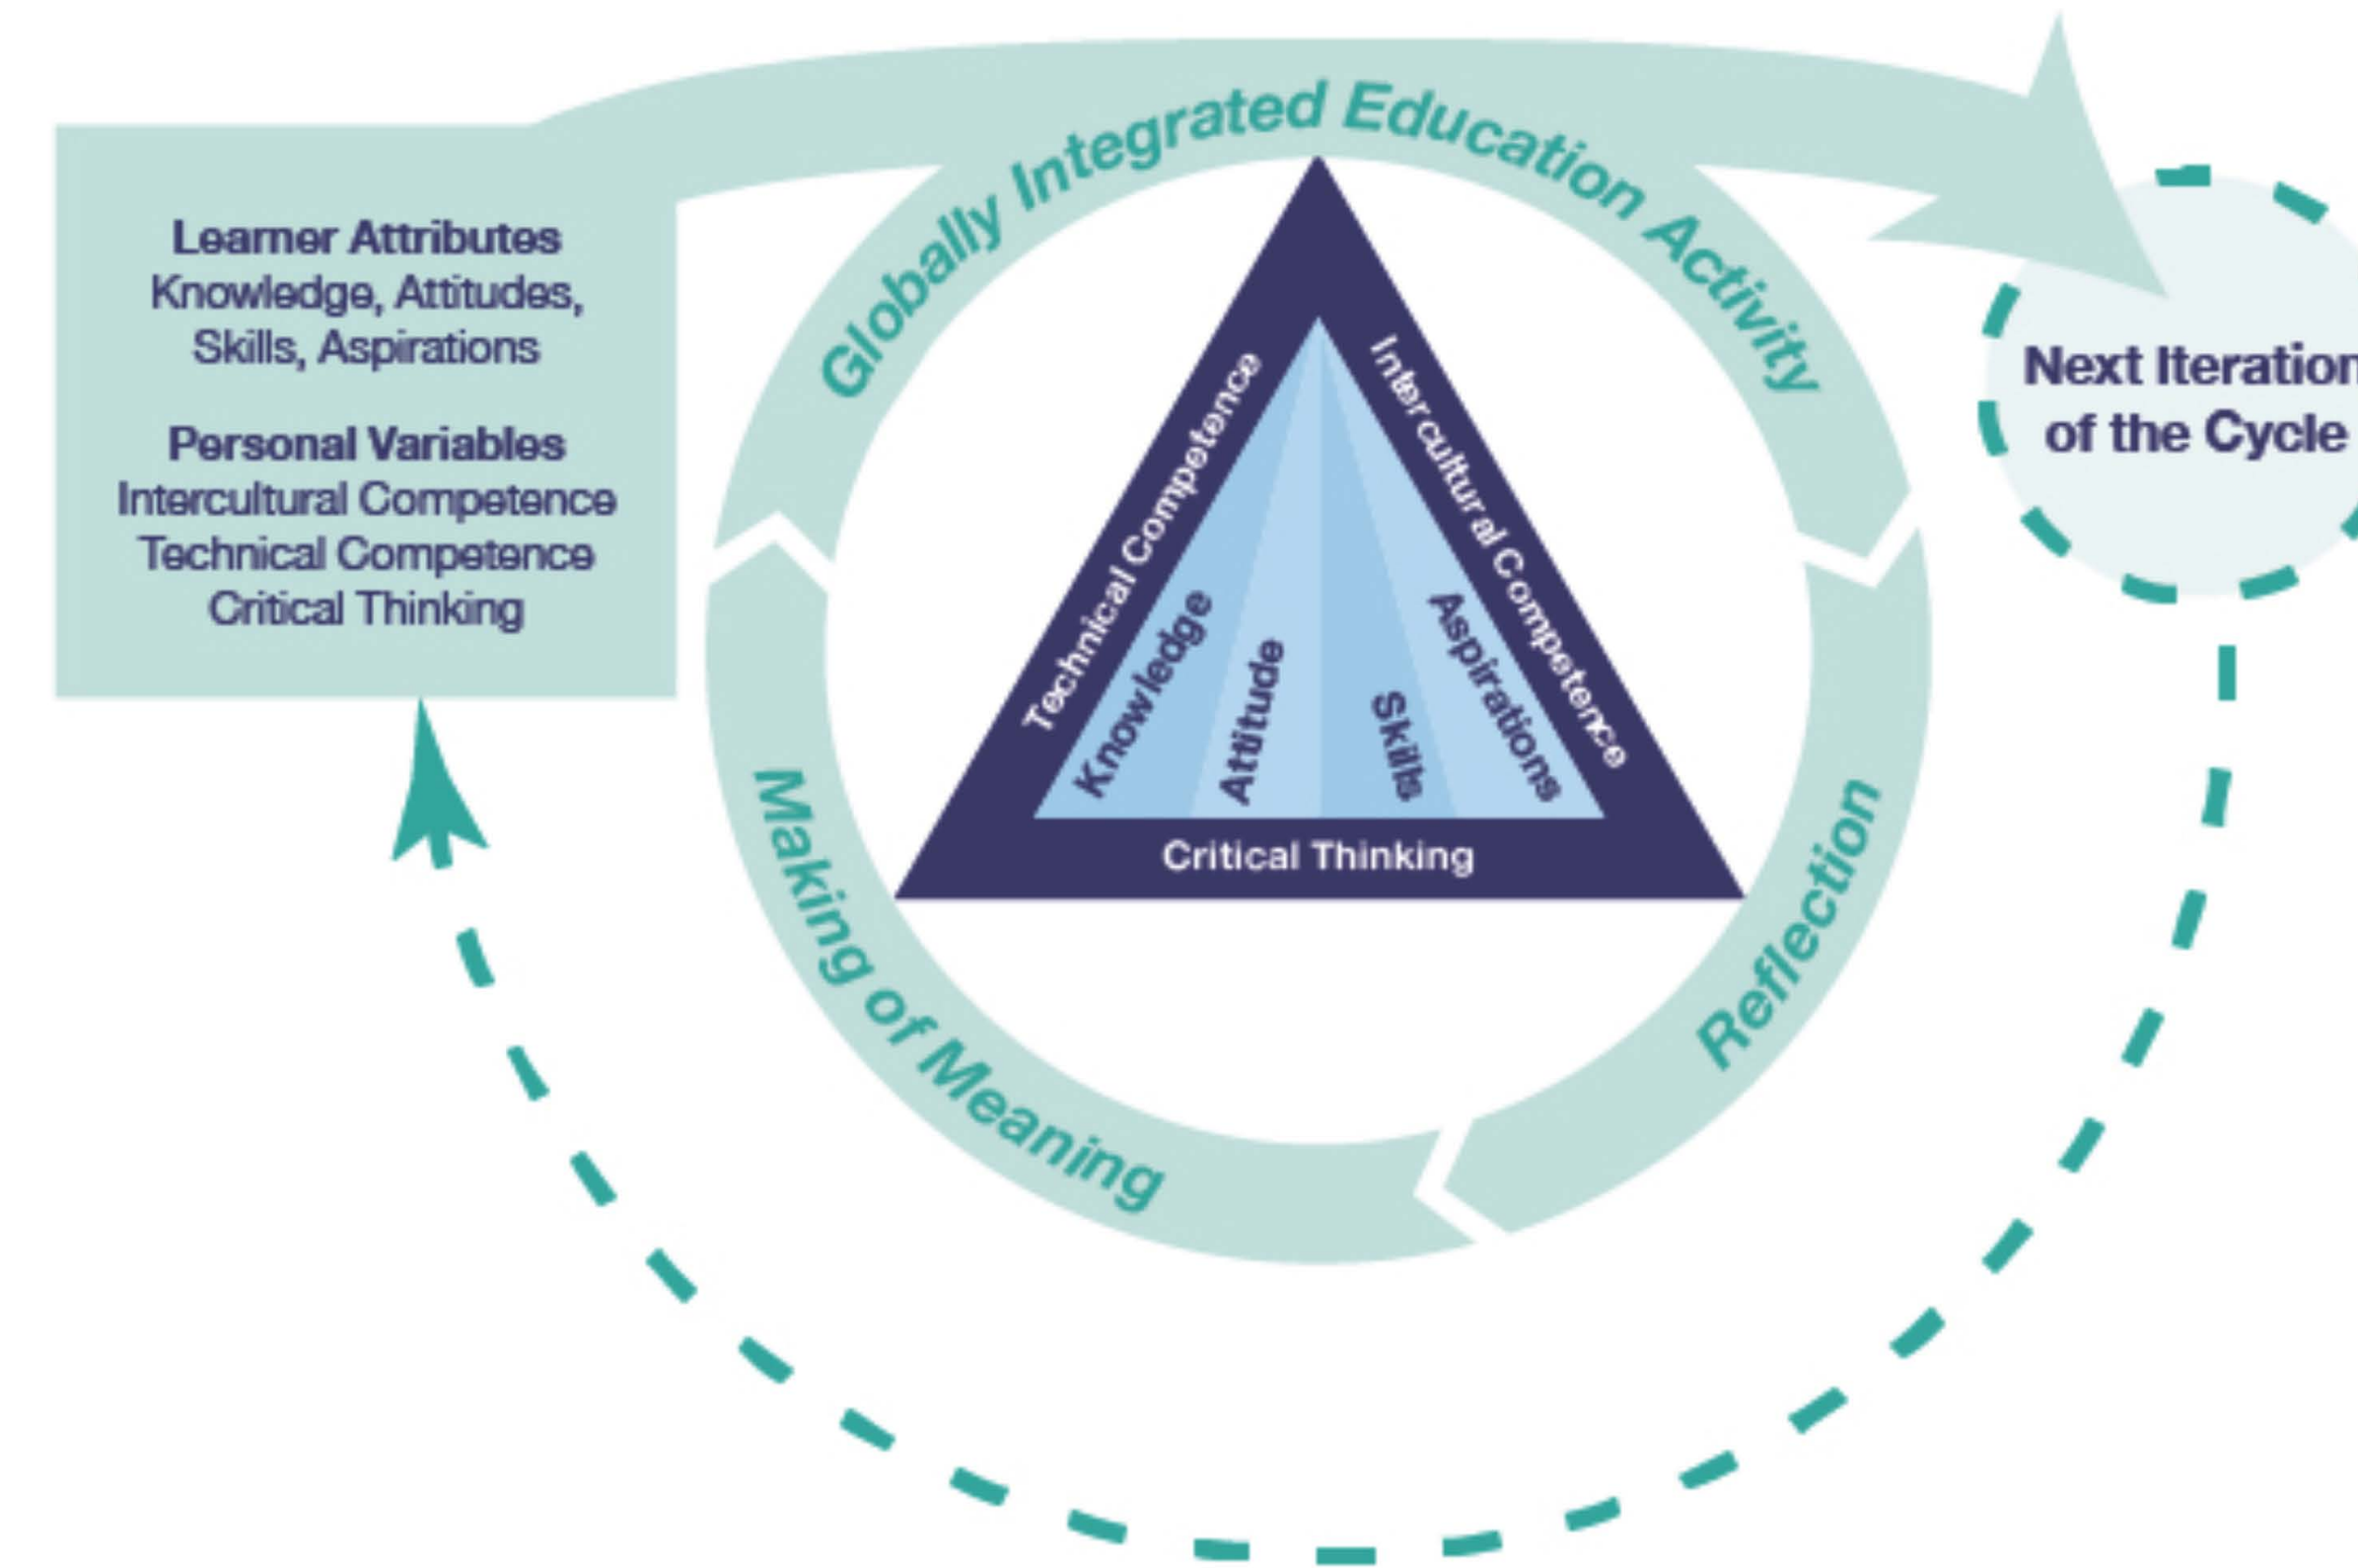 Learner Attributes
Knowledge, Attitudes,
Skills, Aspirations
Personal Variables
Intercultural Competence
Technical Competence
Critical Thinking
Globally Integrated Education Activity
Reflection
Making of Meaning
Technical Competence
Intercultural Competence
Critical Thinking
Knowledge
Attitude
Skills
Aspirations
Next Iteration
of the Cycle